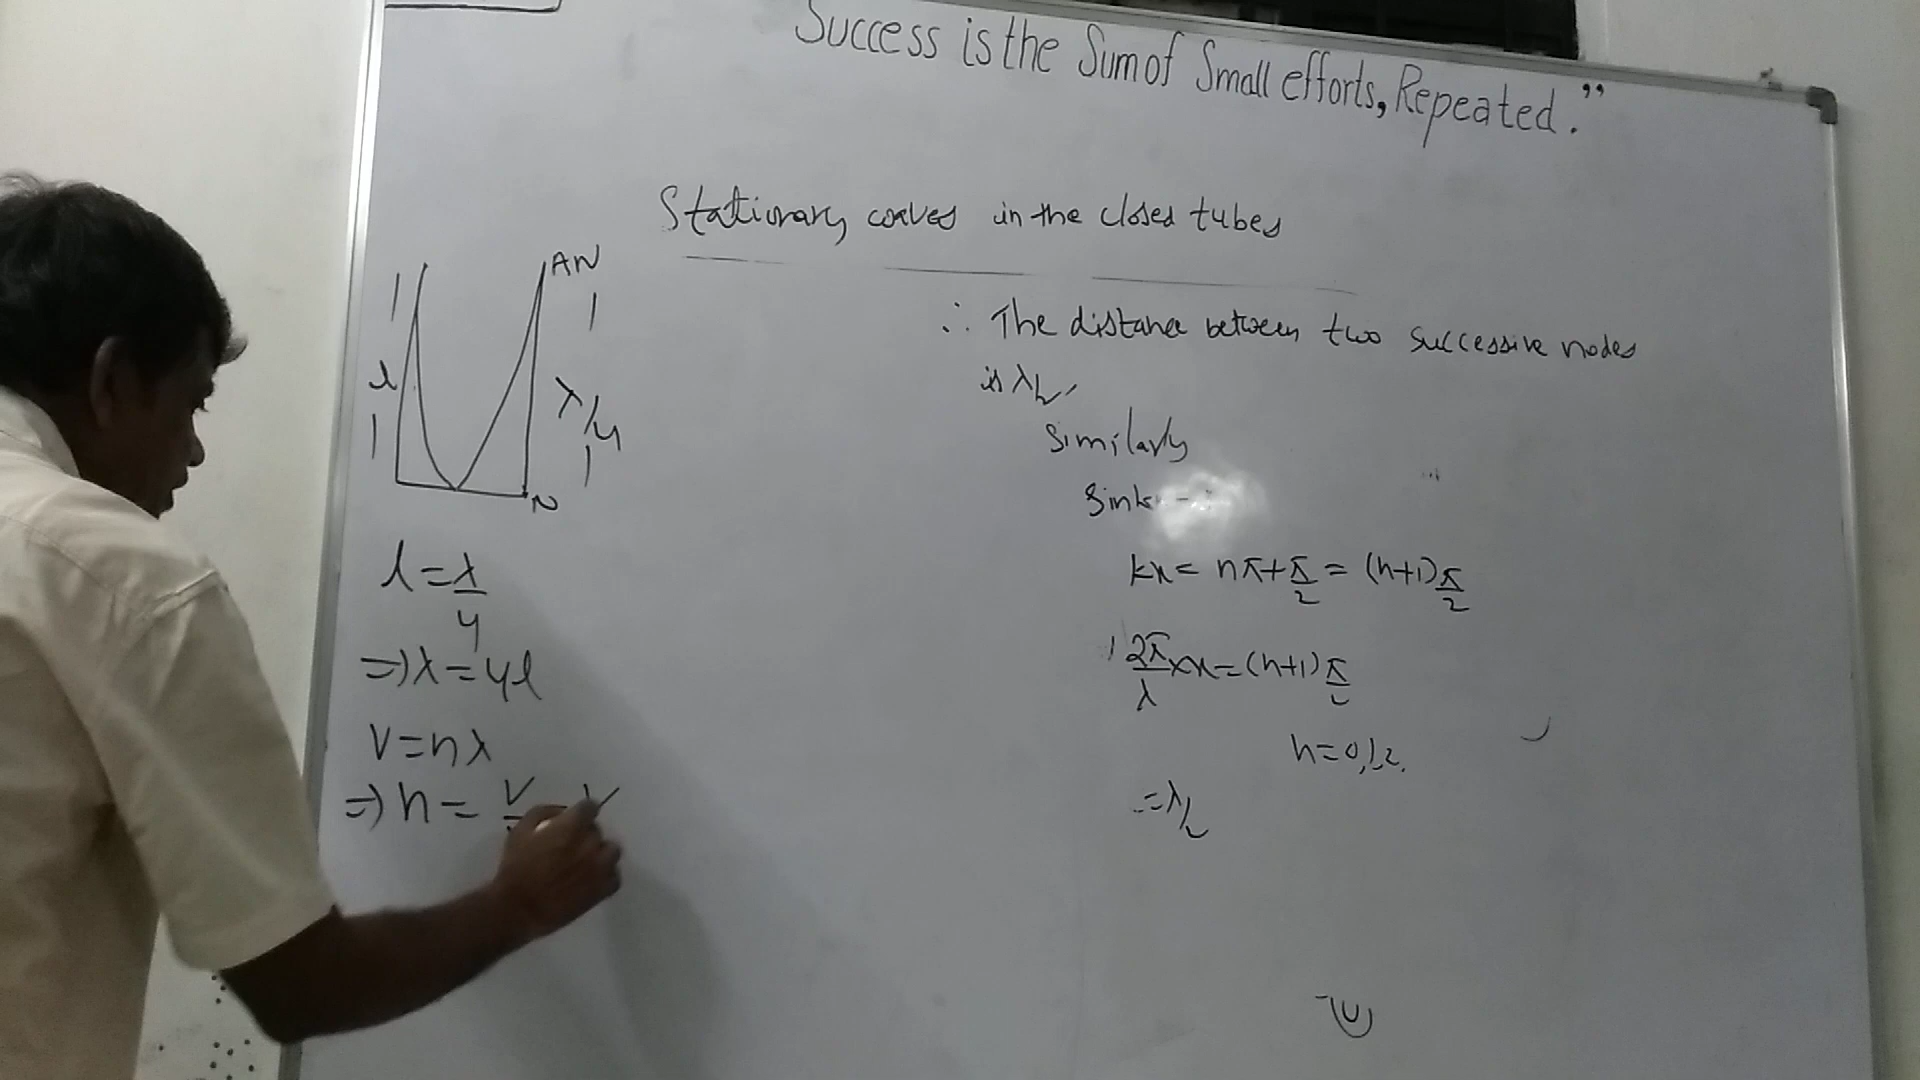 Success is the Sum of Small efforts, Repeated."
Stationary waves in the closed tubes
AN
l
λ/4
N
l = λ/4
⇒ λ = 4l
V = nλ
⇒ n = V
∴ The distance between two successive nodes
is λ/2
Similarly
kx = nπ + π/2 = (n+1)π/2
2π/λ × x = (n+1)π/2
n = 0,1,2.
= λ/2